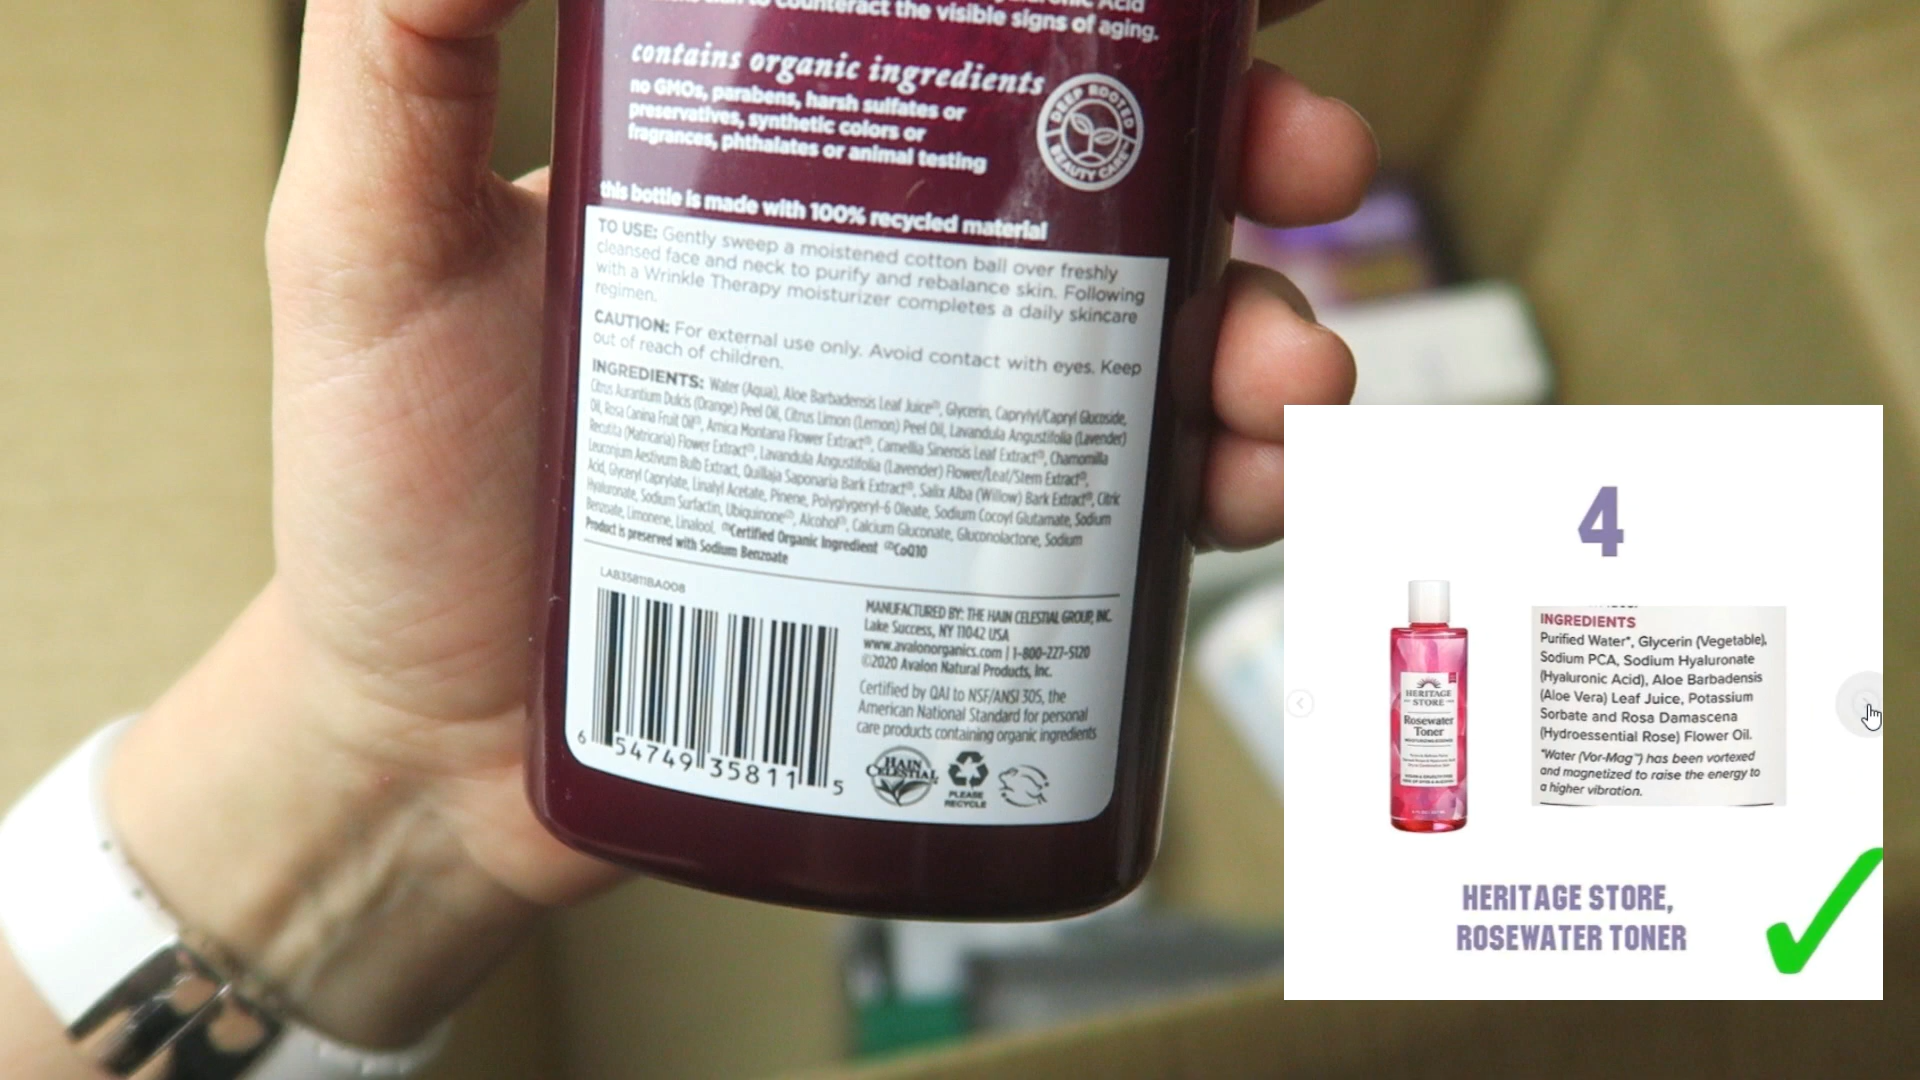 Acid
to counteract the visible signs of aging.
contains organic ingredients
no GMOs, parabens, harsh sulfates or
preservatives, synthetic colors or
fragrances, phthalates or animal testing
DEEP ROOTED
BEAUTY CARE
this bottle is made with 100% recycled material
TO USE: Gently sweep a moistened cotton ball over freshly
cleansed face and neck to purify and rebalance skin. Following
with a Wrinkle Therapy moisturizer completes a daily skincare
regimen.
CAUTION: For external use only. Avoid contact with eyes. Keep
out of reach of children.
INGREDIENTS: Water (Aqua), Aloe Barbadensis Leaf Juice⁽¹⁾, Glycerin, Caprylyl/Capryl Glucoside,
Citrus Aurantium Dulcis (Orange) Peel Oil, Citrus Limon (Lemon) Peel Oil, Lavandula Angustifolia (Lavender)
Oil, Rosa Canina Fruit Oil⁽¹⁾, Arnica Montana Flower Extract⁽¹⁾, Camellia Sinensis Leaf Extract⁽¹⁾, Chamomilla
Recutita (Matricaria) Flower Extract⁽¹⁾, Lavandula Angustifolia (Lavender) Flower/Leaf/Stem Extract⁽¹⁾,
Leucojum Aestivum Bulb Extract, Quillaja Saponaria Bark Extract⁽¹⁾, Salix Alba (Willow) Bark Extract⁽¹⁾, Citric
Acid, Glyceryl Caprylate, Linalyl Acetate, Pinene, Polyglyceryl-6 Oleate, Sodium Cocoyl Glutamate, Sodium
Hyaluronate, Sodium Surfactin, Ubiquinone⁽²⁾, Alcohol⁽¹⁾, Calcium Gluconate, Gluconolactone, Sodium
Benzoate, Limonene, Linalool. ⁽¹⁾Certified Organic Ingredient ⁽²⁾CoQ10
Product is preserved with Sodium Benzoate
LAB35811BA008
6 54749 35811 5
MANUFACTURED BY: THE HAIN CELESTIAL GROUP, INC.
Lake Success, NY 11042 USA
www.avalonorganics.com | 1-800-227-5120
©2020 Avalon Natural Products, Inc.
Certified by QAI to NSF/ANSI 305, the
American National Standard for personal
care products containing organic ingredients
HAIN
CELESTIAL
PLEASE
RECYCLE
4
HERITAGE
STORE
Rosewater
Toner
INGREDIENTS
Purified Water*, Glycerin (Vegetable),
Sodium PCA, Sodium Hyaluronate
(Hyaluronic Acid), Aloe Barbadensis
(Aloe Vera) Leaf Juice, Potassium
Sorbate and Rosa Damascena
(Hydroessential Rose) Flower Oil.
*Water (Vor-Mag™) has been vortexed
and magnetized to raise the energy to
a higher vibration.
HERITAGE STORE,
ROSEWATER TONER